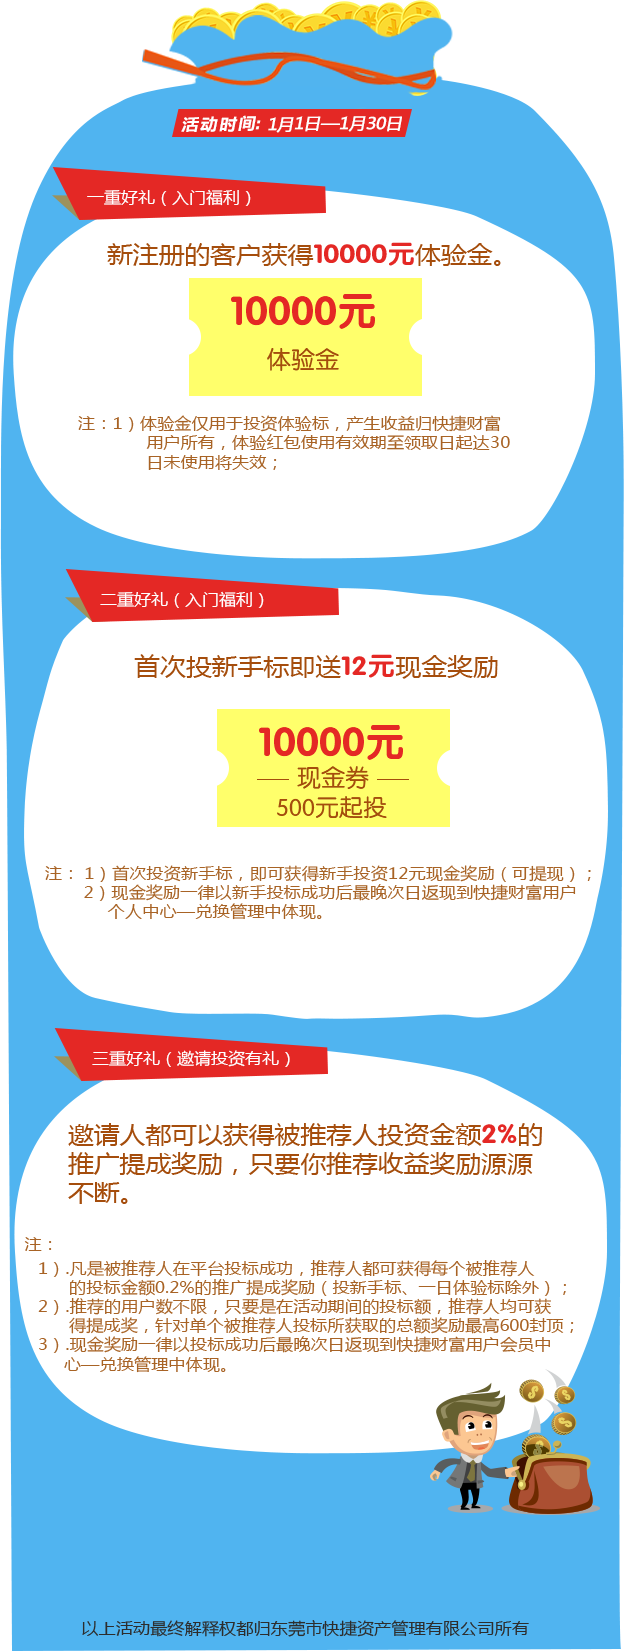 活动时间: 1月1日—1月30日
一重好礼（入门福利）
新注册的客户获得10000元体验金。
10000元
体验金
注：1）体验金仅用于投资体验标，产生收益归快捷财富
用户所有，体验红包使用有效期至领取日起达30
日未使用将失效；
二重好礼（入门福利）
首次投新手标即送12元现金奖励
10000元
— 现金券 —
500元起投
注： 1）首次投资新手标，即可获得新手投资12元现金奖励（可提现）；
2）现金奖励一律以新手投标成功后最晚次日返现到快捷财富用户
个人中心—兑换管理中体现。
三重好礼（邀请投资有礼）
邀请人都可以获得被推荐人投资金额2%的
推广提成奖励，只要你推荐收益奖励源源
不断。
注：
1）.凡是被推荐人在平台投标成功，推荐人都可获得每个被推荐人
的投标金额0.2%的推广提成奖励（投新手标、一日体验标除外）；
2）.推荐的用户数不限，只要是在活动期间的投标额，推荐人均可获
得提成奖，针对单个被推荐人投标所获取的总额奖励最高600封顶；
3）.现金奖励一律以投标成功后最晚次日返现到快捷财富用户会员中
心—兑换管理中体现。
以上活动最终解释权都归东莞市快捷资产管理有限公司所有